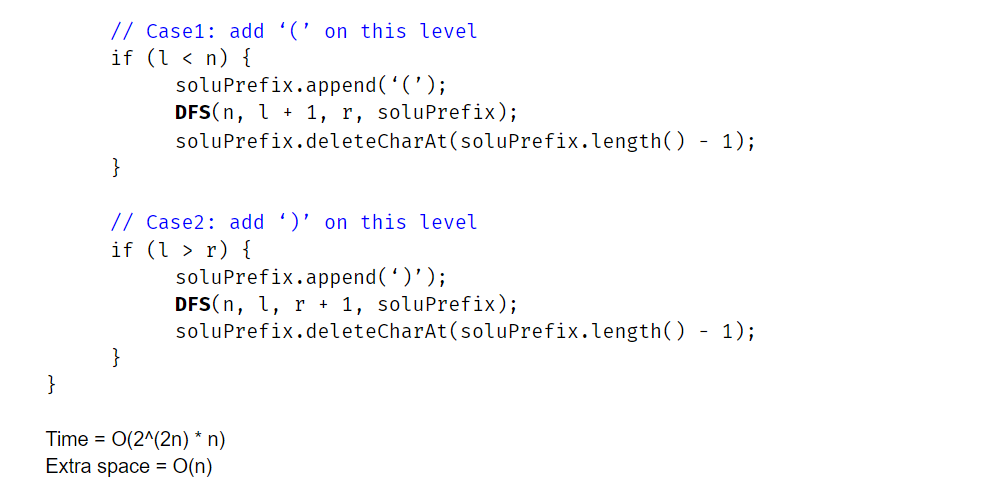 // Case1: add ‘(’ on this level
if (l < n) {
soluPrefix.append(‘(’);
DFS(n, l + 1, r, soluPrefix);
soluPrefix.deleteCharAt(soluPrefix.length() - 1);
}
// Case2: add ‘)’ on this level
if (l > r) {
soluPrefix.append(‘)’);
DFS(n, l, r + 1, soluPrefix);
soluPrefix.deleteCharAt(soluPrefix.length() - 1);
}
}
Time = O(2^(2n) * n)
Extra space = O(n)